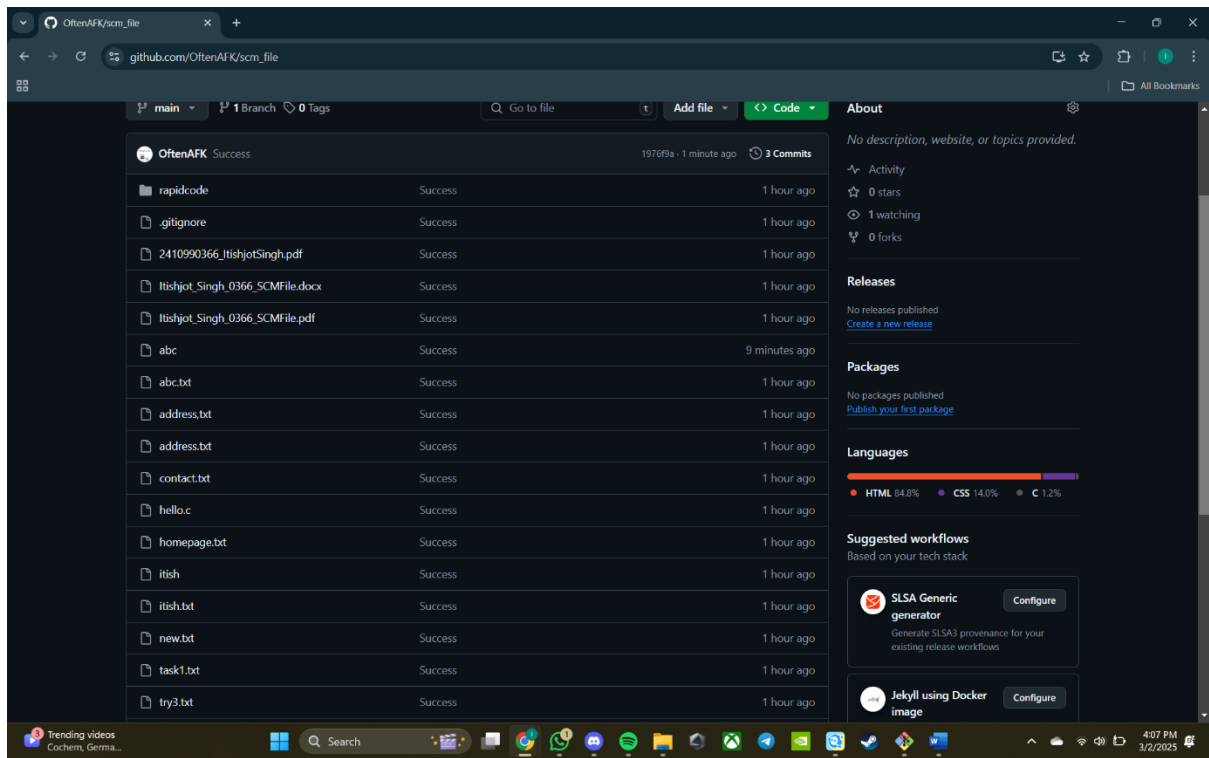 OftenAFK/scm_file
github.com/OftenAFK/scm_file
All Bookmarks
main
1 Branch
0 Tags
Go to file
t
Add file
Code
OftenAFK Success
1976f9a · 1 minute ago
3 Commits
rapidcode Success 1 hour ago
.gitignore Success 1 hour ago
2410990366_ItishjotSingh.pdf Success 1 hour ago
Itishjot_Singh_0366_SCMFile.docx Success 1 hour ago
Itishjot_Singh_0366_SCMFile.pdf Success 1 hour ago
abc Success 9 minutes ago
abc.txt Success 1 hour ago
address,txt Success 1 hour ago
address.txt Success 1 hour ago
contact.txt Success 1 hour ago
hello.c Success 1 hour ago
homepage.txt Success 1 hour ago
itish Success 1 hour ago
itish.txt Success 1 hour ago
new.txt Success 1 hour ago
task1.txt Success 1 hour ago
try3.txt Success 1 hour ago
About
No description, website, or topics provided.
Activity
0 stars
1 watching
0 forks
Releases
No releases published
Create a new release
Packages
No packages published
Publish your first package
Languages
HTML 84.8% CSS 14.0% C 1.2%
Suggested workflows
Based on your tech stack
SLSA Generic
generator
Configure
Generate SLSA3 provenance for your
existing release workflows
Jekyll using Docker
image
Configure
3
Trending videos
Cochem, Germa...
Search
1
4:07 PM
3/2/2025